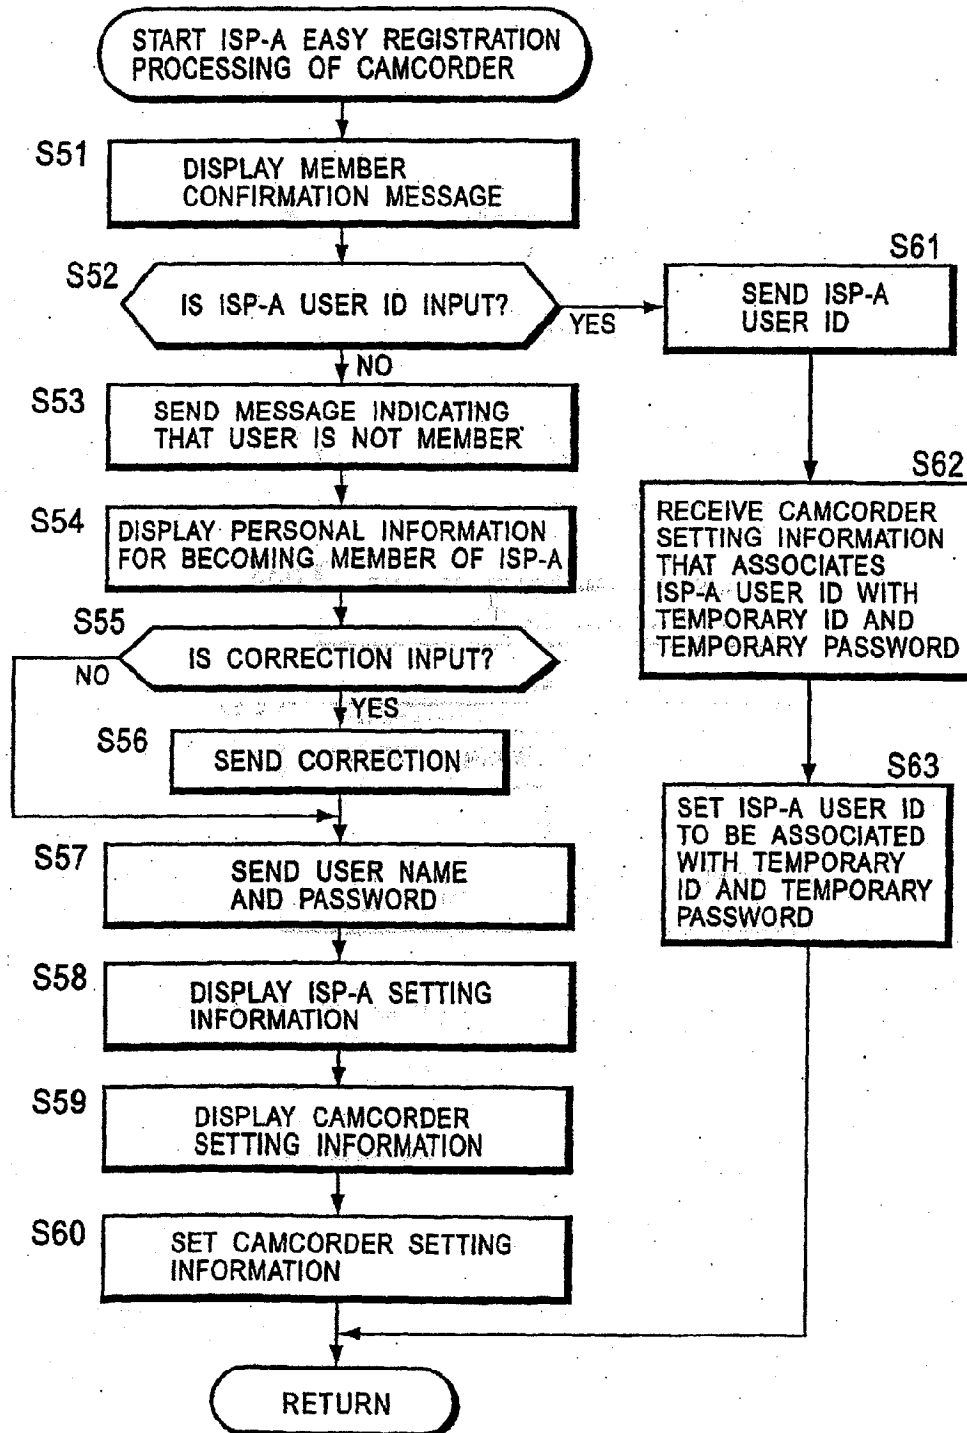 START ISP-A EASY REGISTRATION
PROCESSING OF CAMCORDER
S51
DISPLAY MEMBER
CONFIRMATION MESSAGE
S52
IS ISP-A USER ID INPUT?
YES
NO
S61
SEND ISP-A
USER ID
S53
SEND MESSAGE INDICATING
THAT USER IS NOT MEMBER
S62
RECEIVE CAMCORDER
SETTING INFORMATION
THAT ASSOCIATES
ISP-A USER ID WITH
TEMPORARY ID AND
TEMPORARY PASSWORD
S54
DISPLAY PERSONAL INFORMATION
FOR BECOMING MEMBER OF ISP-A
S55
IS CORRECTION INPUT?
NO
YES
S56
SEND CORRECTION
S63
SET ISP-A USER ID
TO BE ASSOCIATED
WITH TEMPORARY
ID AND TEMPORARY
PASSWORD
S57
SEND USER NAME
AND PASSWORD
S58
DISPLAY ISP-A SETTING
INFORMATION
S59
DISPLAY CAMCORDER
SETTING INFORMATION
S60
SET CAMCORDER SETTING
INFORMATION
RETURN